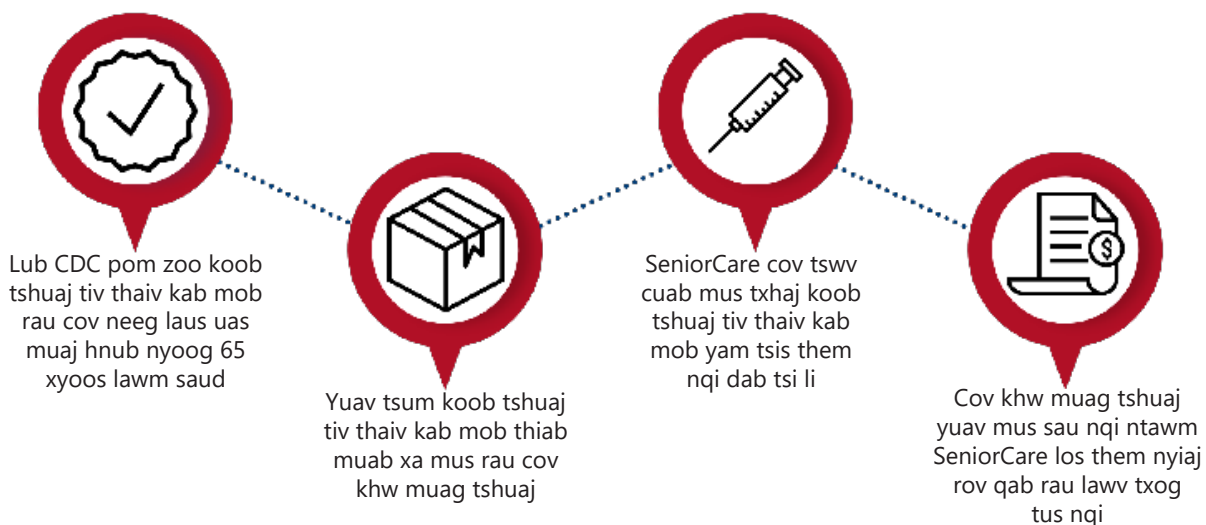 Lub CDC pom zoo koob
tshuaj tiv thaiv kab mob
rau cov neeg laus uas
muaj hnub nyoog 65
xyoos lawm saud
Yuav tsum koob tshuaj
tiv thaiv kab mob thiab
muab xa mus rau cov
khw muag tshuaj
SeniorCare cov tswv
cuab mus txhaj koob
tshuaj tiv thaiv kab
mob yam tsis them
nqi dab tsi li
Cov khw muag tshuaj
yuav mus sau nqi ntawm
SeniorCare los them nyiaj
rov qab rau lawv txog
tus nqi
$